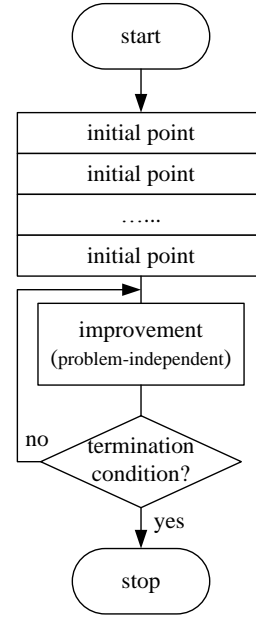 start
initial point
initial point
…...
initial point
improvement
(problem-independent)
no
termination
condition?
yes
stop